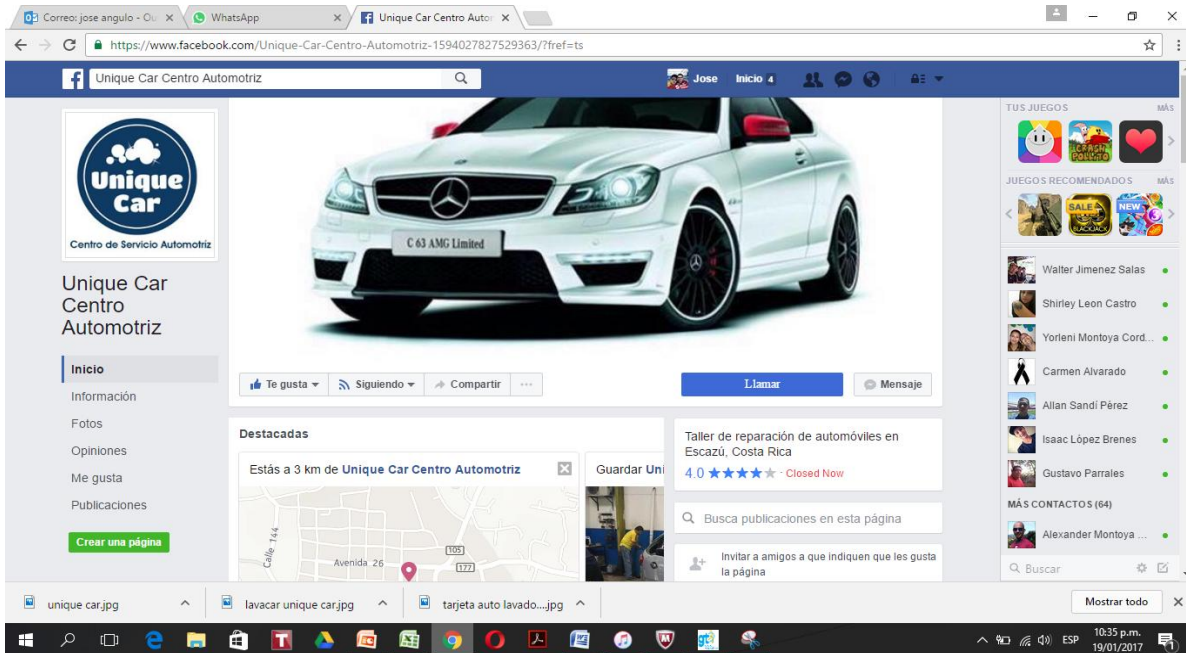 Correo: jose angulo - Ou
WhatsApp
Unique Car Centro Autor
https://www.facebook.com/Unique-Car-Centro-Automotriz-1594027827529363/?fref=ts
Unique Car Centro Automotriz
Jose
Inicio 4
Unique
Car
Centro de Servicio Automotriz
Unique Car
Centro
Automotriz
Inicio
Información
Fotos
Opiniones
Me gusta
Publicaciones
Crear una página
C 63 AMG Limited
Te gusta
Siguiendo
Compartir
Llamar
Mensaje
Destacadas
Estás a 3 km de Unique Car Centro Automotriz
Calle 144
Avenida 26
105
177
Guardar Uni
Taller de reparación de automóviles en
Escazú, Costa Rica
4.0 ★★★★★ · Closed Now
Busca publicaciones en esta página
Invitar a amigos a que indiquen que les gusta
la página
TUS JUEGOS MÁS
CRASH
POLLITO
JUEGOS RECOMENDADOS MÁS
SALE
BLACKJACK
NEW
Walter Jimenez Salas
Shirley Leon Castro
Yorleni Montoya Cord...
Carmen Alvarado
Allan Sandí Pérez
Isaac López Brenes
Gustavo Parrales
MÁS CONTACTOS (64)
Alexander Montoya ...
Buscar
unique car.jpg
lavacar unique car.jpg
tarjeta auto lavado....jpg
Mostrar todo
ESP
10:35 p.m.
19/01/2017